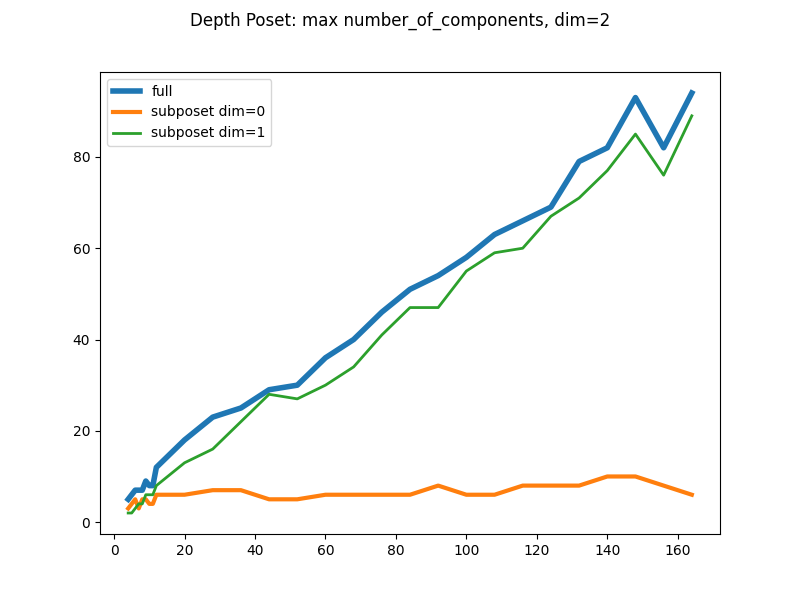 Depth Poset: max number_of_components, dim=2
full
subposet dim=0
subposet dim=1
80
60
40
20
0
0 20 40 60 80 100 120 140 160